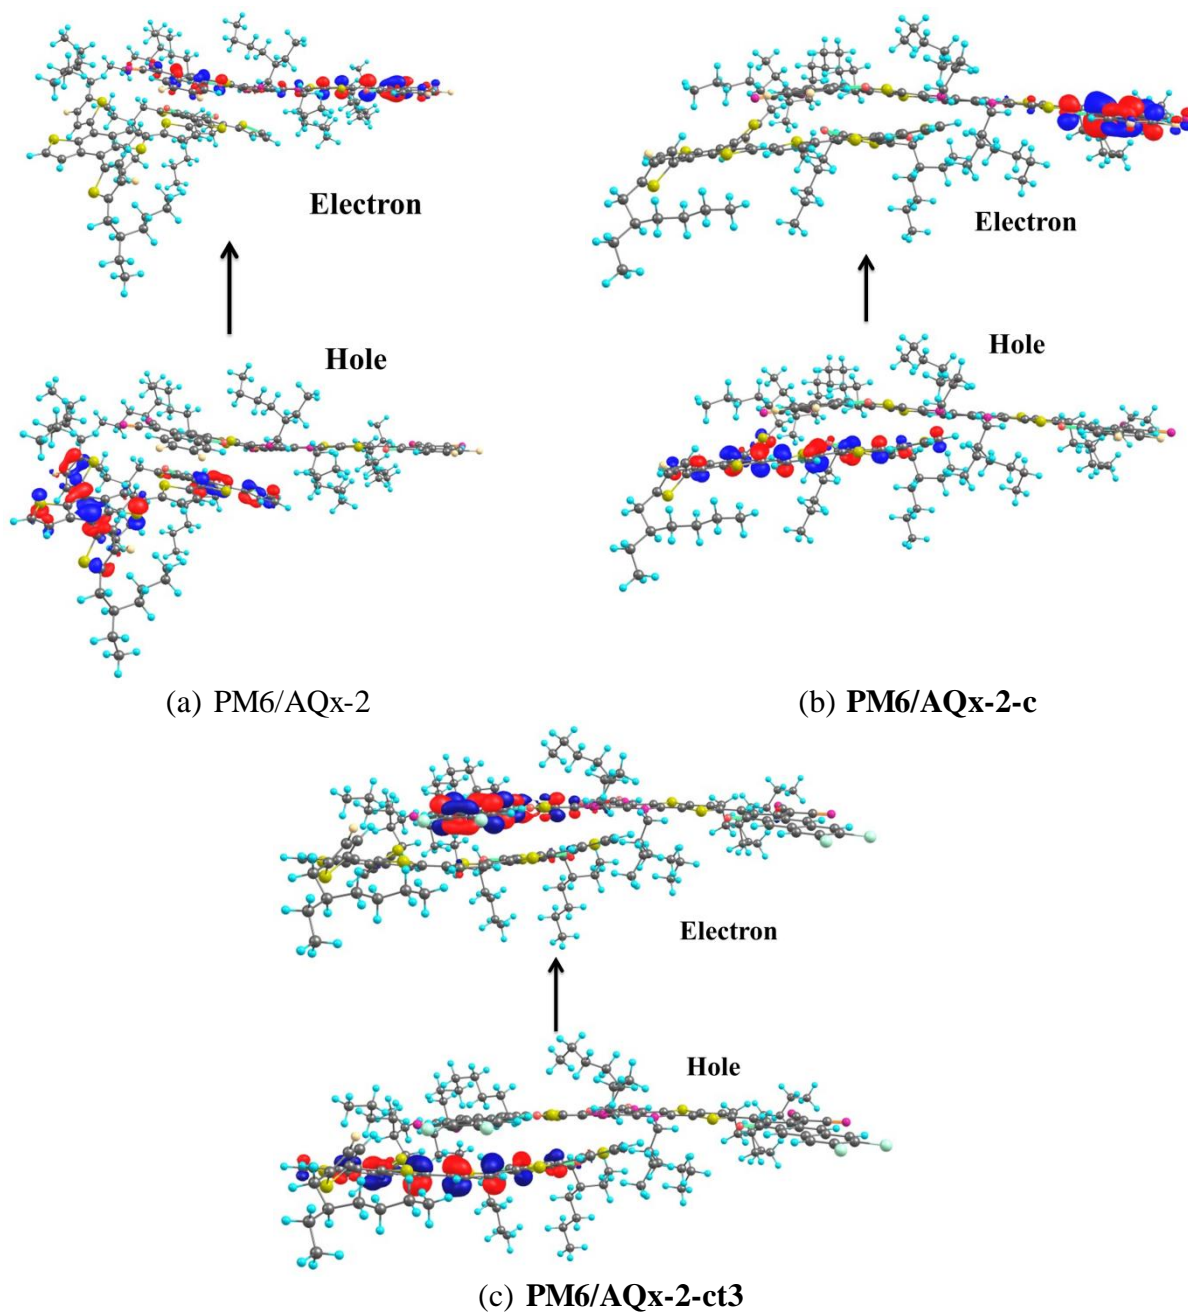 Electron
Electron
Hole
Hole
(a) PM6/AQx-2
(b) PM6/AQx-2-c
Electron
Hole
(c) PM6/AQx-2-ct3